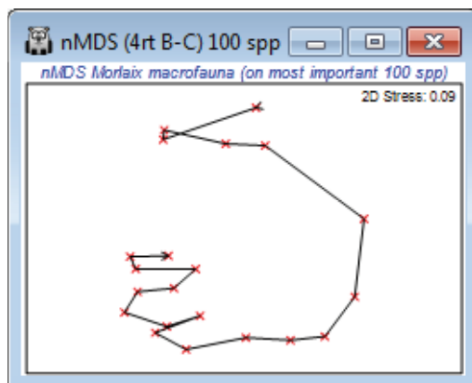 nMDS (4rt B-C) 100 spp
nMDS Morlaix macrofauna (on most important 100 spp)
2D Stress: 0.09